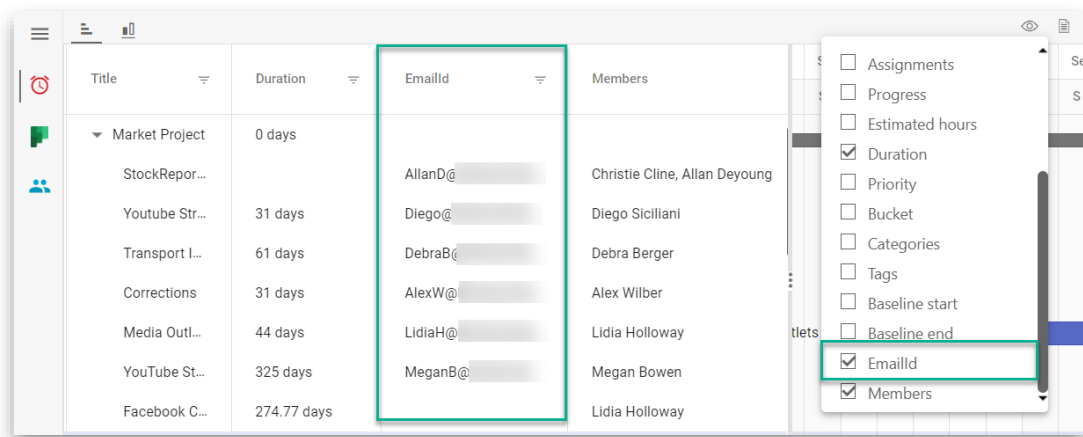 Title Duration EmailId Members
Market Project 0 days
StockRepor... AllanD@ Christie Cline, Allan Deyoung
Youtube Str... 31 days Diego@ Diego Siciliani
Transport I... 61 days DebraB@ Debra Berger
Corrections 31 days AlexW@ Alex Wilber
Media Outl... 44 days LidiaH@ Lidia Holloway
YouTube St... 325 days MeganB@ Megan Bowen
Facebook C... 274.77 days Lidia Holloway
tlets
Assignments
Progress
Estimated hours
Duration
Priority
Bucket
Categories
Tags
Baseline start
Baseline end
EmailId
Members
Se
S